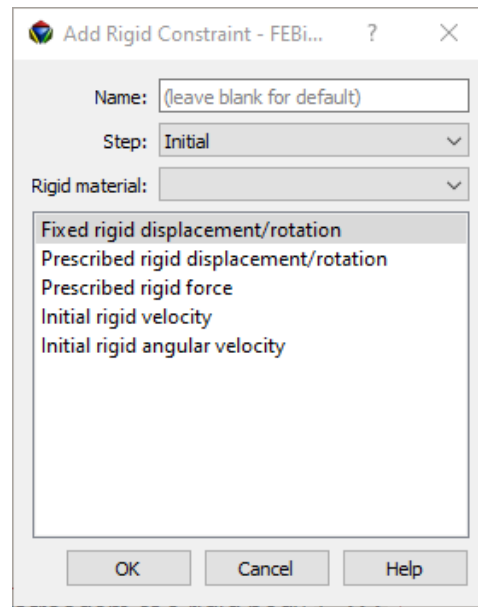 Add Rigid Constraint - FEBi... ? ×
Name: (leave blank for default)
Step: Initial
Rigid material:
Fixed rigid displacement/rotation
Prescribed rigid displacement/rotation
Prescribed rigid force
Initial rigid velocity
Initial rigid angular velocity
OK Cancel Help